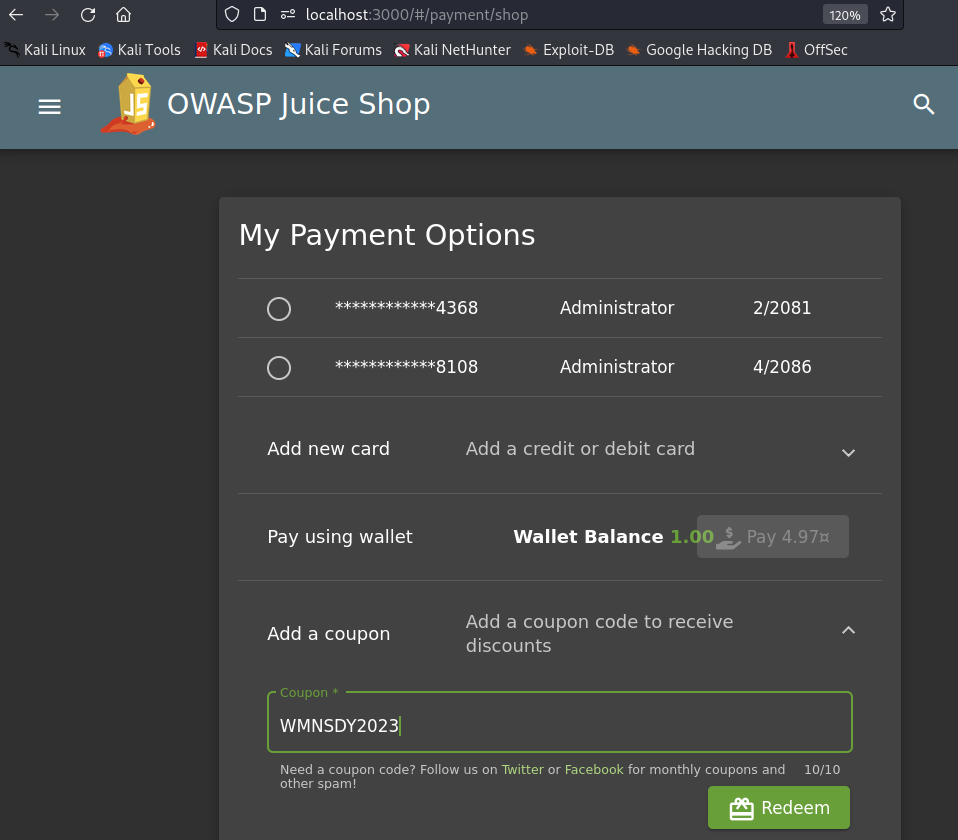 localhost:3000/#/payment/shop 120%
Kali Linux Kali Tools Kali Docs Kali Forums Kali NetHunter Exploit-DB Google Hacking DB OffSec
JS OWASP Juice Shop
My Payment Options
************4368 Administrator 2/2081
************8108 Administrator 4/2086
Add new card Add a credit or debit card
Pay using wallet Wallet Balance 1.00 $ Pay 4.97¤
Add a coupon Add a coupon code to receive
discounts
Coupon *
WMNSDY2023
Need a coupon code? Follow us on Twitter or Facebook for monthly coupons and 10/10
other spam!
Redeem